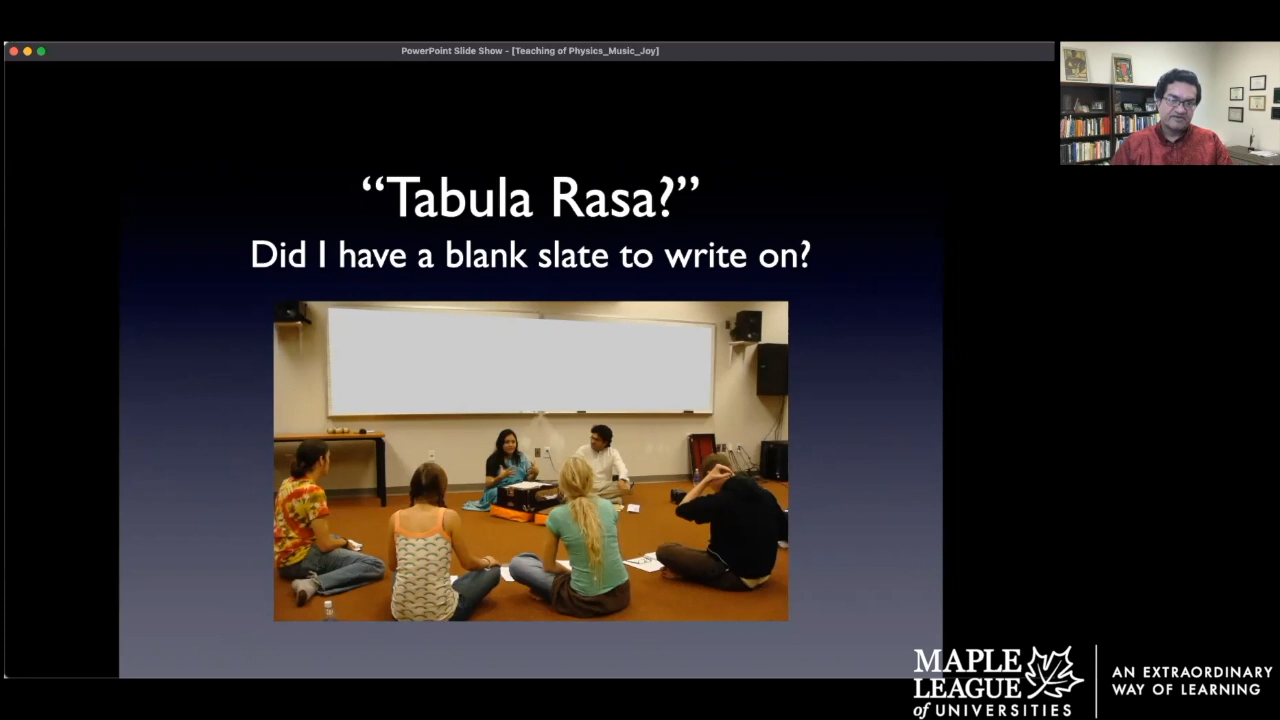 PowerPoint Slide Show - [Teaching of Physics_Music_Joy]
“Tabula Rasa?”
Did I have a blank slate to write on?
MAPLE
LEAGUE
of UNIVERSITIES
AN EXTRAORDINARY
WAY OF LEARNING